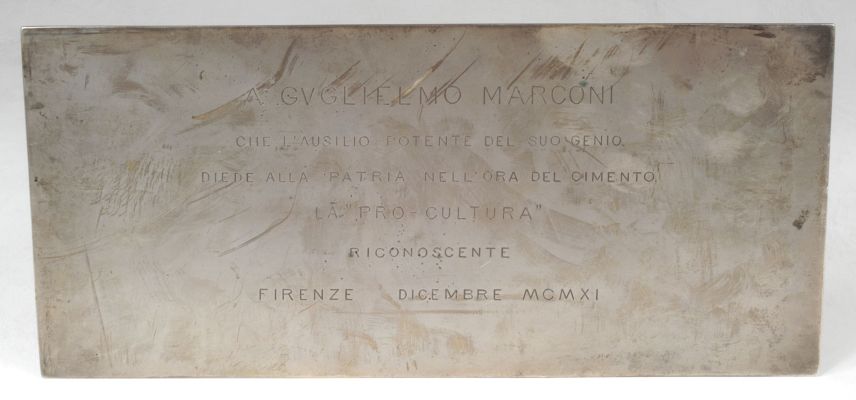 A GVGLIELMO MARCONI
CHE L'AUSILIO POTENTE DEL SUO GENIO
DIEDE ALLA PATRIA NELL'ORA DEL CIMENTO
LA "PRO-CULTURA"
RICONOSCENTE
FIRENZE DICEMBRE MCMXI